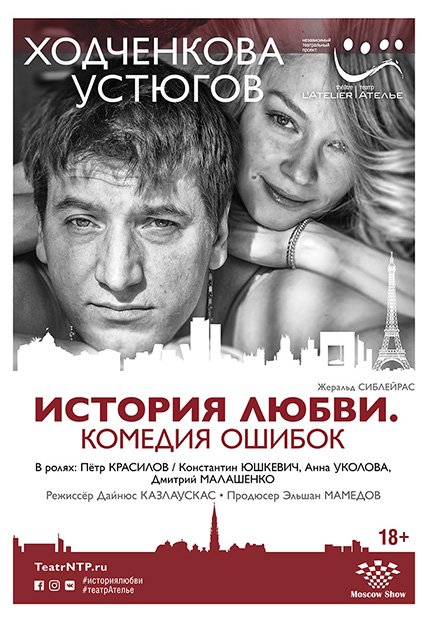 ХОДЧЕНКОВА
УСТЮГОВ
независимый
театральный
проект
théâtre | театр
L'ATELIER | АТЕЛЬЕ
Жеральд СИБЛЕЙРАС
ИСТОРИЯ ЛЮБВИ.
КОМЕДИЯ ОШИБОК
В ролях: Пётр КРАСИЛОВ / Константин ЮШКЕВИЧ, Анна УКОЛОВА,
Дмитрий МАЛАШЕНКО
Режиссёр Дайнюс КАЗЛАУСКАС • Продюсер Эльшан МАМЕДОВ
18+
TeatrNTP.ru
#историялюбви
#театрАтелье
Moscow Show